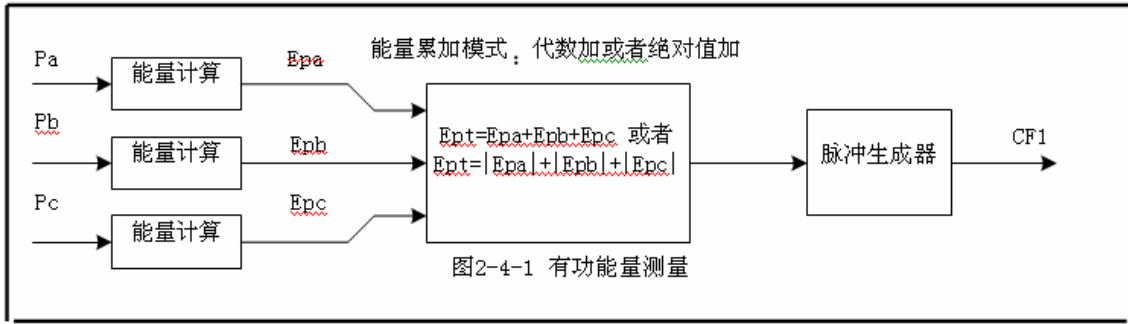 能量累加模式：代数加或者绝对值加
Pa
能量计算
Epa
Pb
能量计算
Epb
Pc
能量计算
Epc
Ept=Epa+Epb+Epc 或者
Ept=|Epa|+|Epb|+|Epc|
脉冲生成器
CF1
图2-4-1 有功能量测量